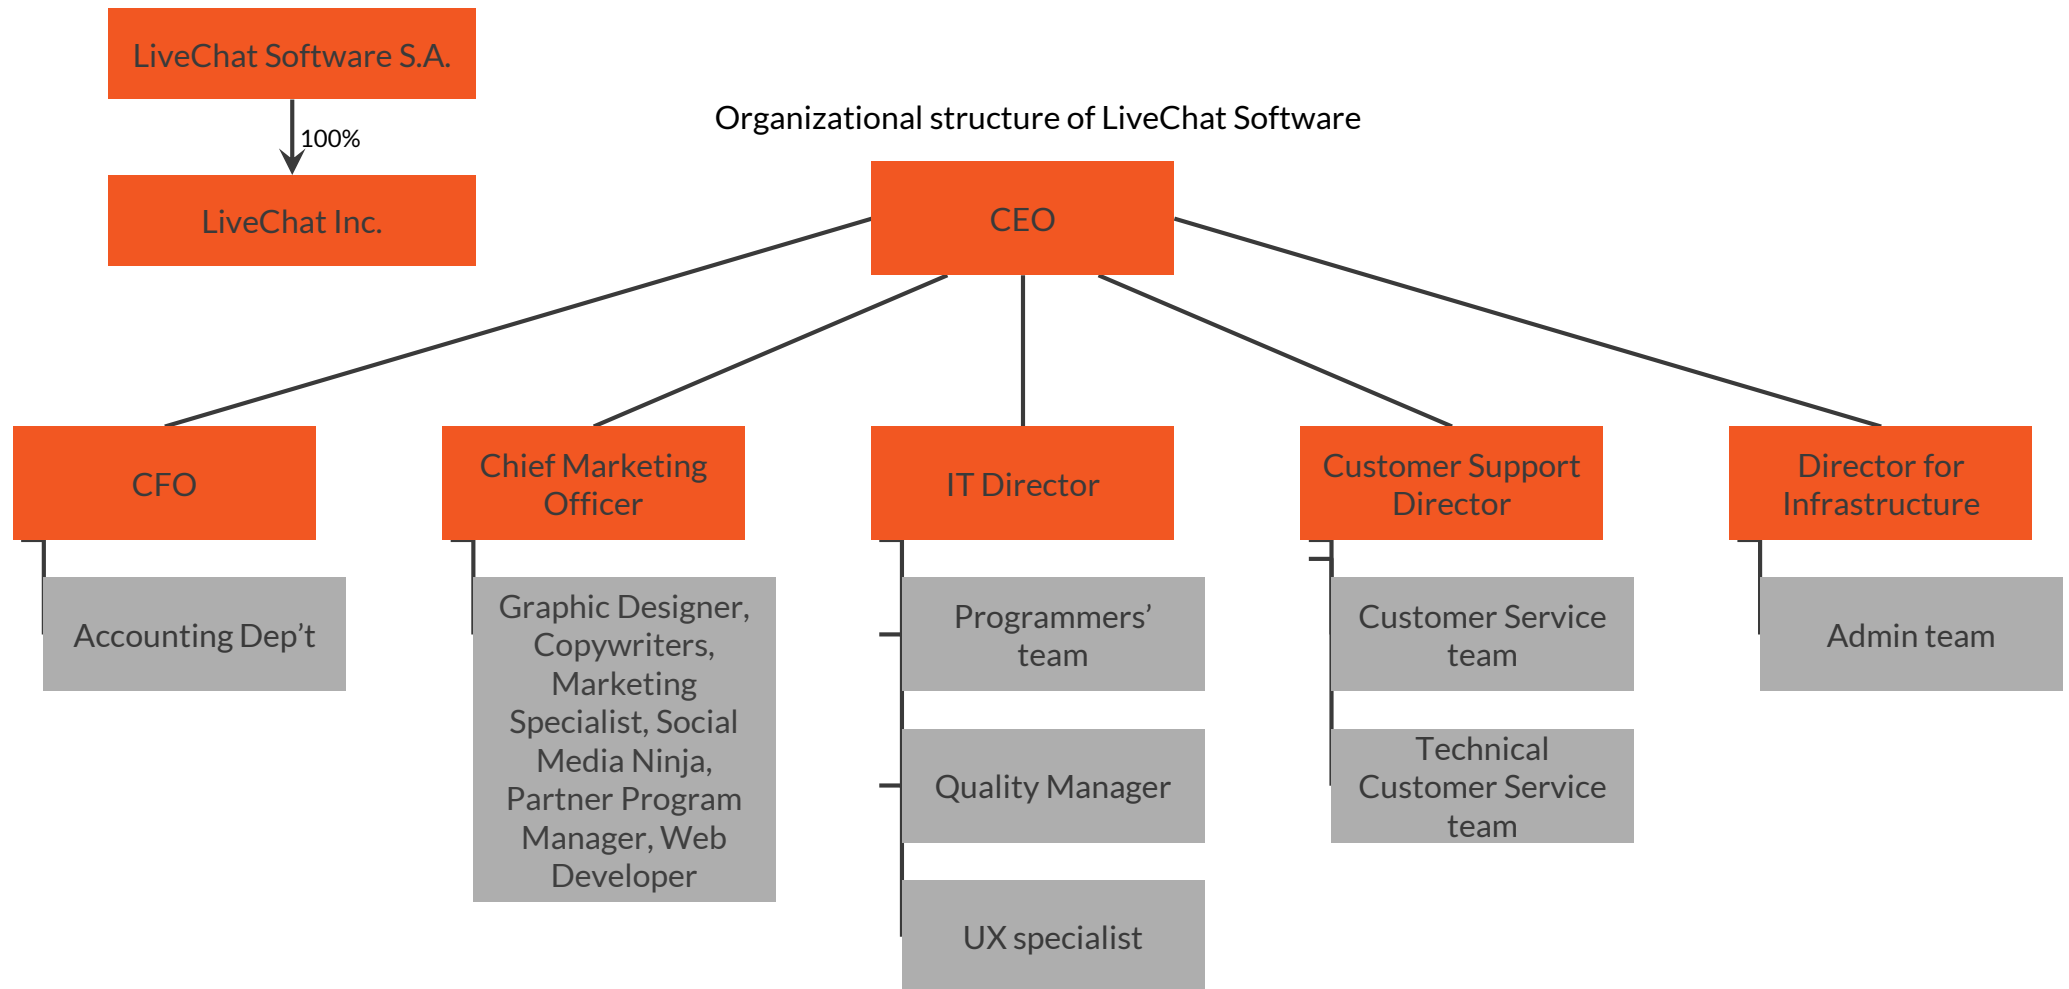 LiveChat Software S.A.
100%
LiveChat Inc.
Organizational structure of LiveChat Software
CEO
CFO
Accounting Dep’t
Chief Marketing
Officer
Graphic Designer,
Copywriters,
Marketing
Specialist, Social
Media Ninja,
Partner Program
Manager, Web
Developer
IT Director
Programmers’
team
Quality Manager
UX specialist
Customer Support
Director
Customer Service
team
Technical
Customer Service
team
Director for
Infrastructure
Admin team